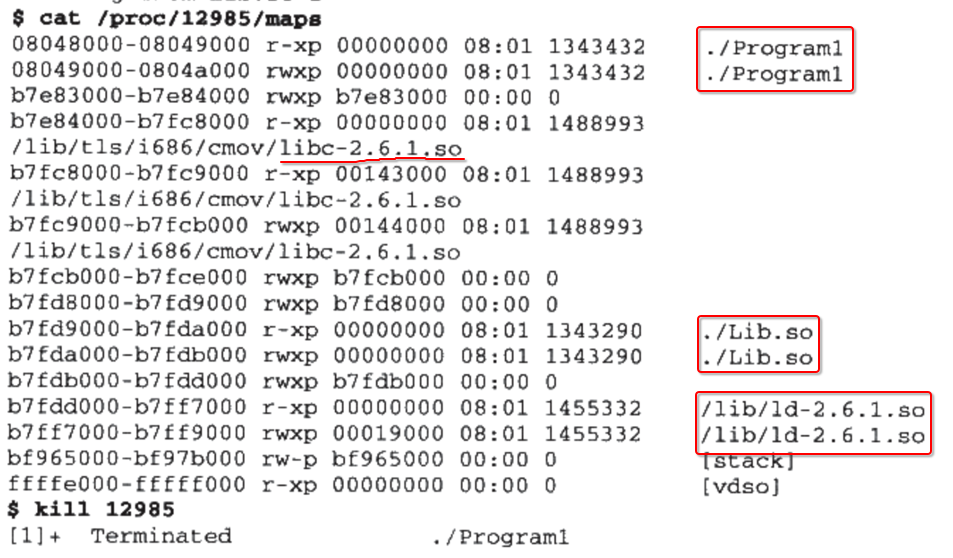 $ cat /proc/12985/maps
08048000-08049000 r-xp 00000000 08:01 1343432 ./Program1
08049000-0804a000 rwxp 00000000 08:01 1343432 ./Program1
b7e83000-b7e84000 rwxp b7e83000 00:00 0
b7e84000-b7fc8000 r-xp 00000000 08:01 1488993
/lib/tls/i686/cmov/libc-2.6.1.so
b7fc8000-b7fc9000 r-xp 00143000 08:01 1488993
/lib/tls/i686/cmov/libc-2.6.1.so
b7fc9000-b7fcb000 rwxp 00144000 08:01 1488993
/lib/tls/i686/cmov/libc-2.6.1.so
b7fcb000-b7fce000 rwxp b7fcb000 00:00 0
b7fd8000-b7fd9000 rwxp b7fd8000 00:00 0
b7fd9000-b7fda000 r-xp 00000000 08:01 1343290 ./Lib.so
b7fda000-b7fdb000 rwxp 00000000 08:01 1343290 ./Lib.so
b7fdb000-b7fdd000 rwxp b7fdb000 00:00 0
b7fdd000-b7ff7000 r-xp 00000000 08:01 1455332 /lib/ld-2.6.1.so
b7ff7000-b7ff9000 rwxp 00019000 08:01 1455332 /lib/ld-2.6.1.so
bf965000-bf97b000 rw-p bf965000 00:00 0 [stack]
ffffe000-fffff000 r-xp 00000000 00:00 0 [vdso]
$ kill 12985
[1]+ Terminated ./Program1